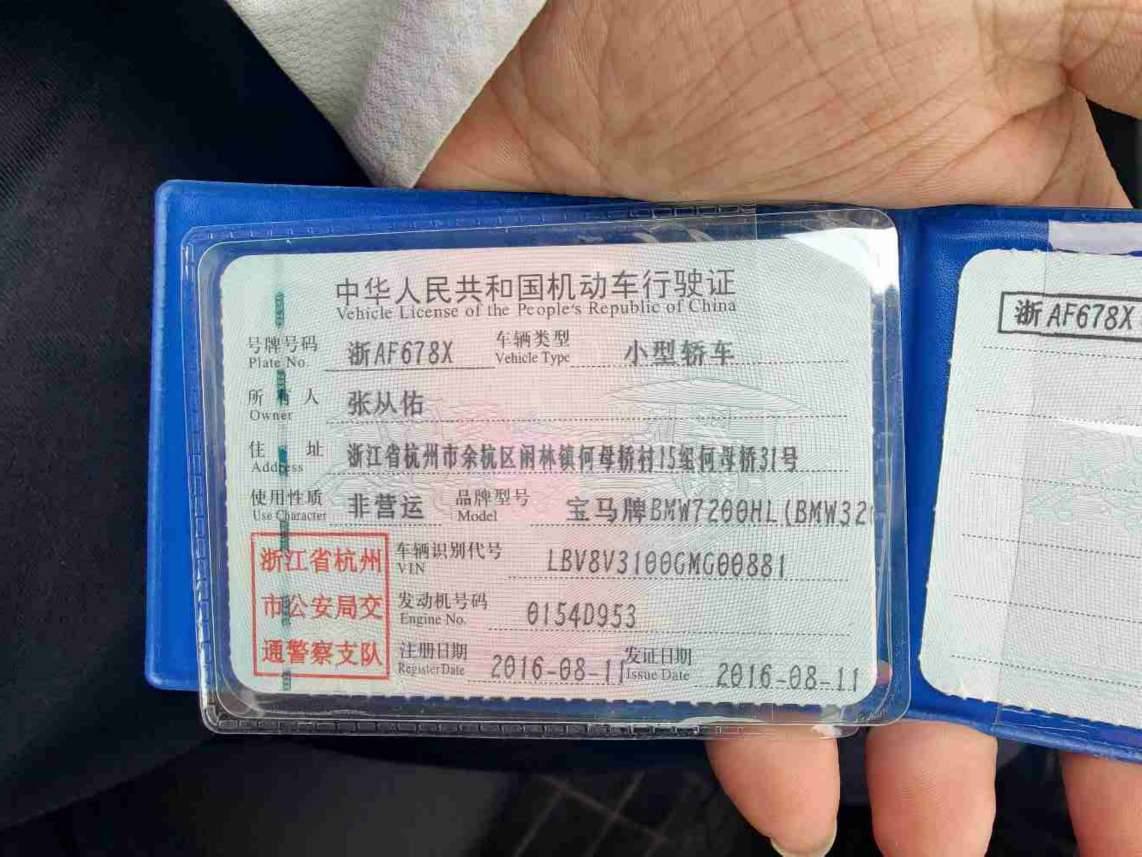 中华人民共和国机动车行驶证
Vehicle License of the People's Republic of China
号牌号码 浙AF678X 车辆类型 小型轿车
Plate No. Vehicle Type
所有人 张从佑
Owner
住址 浙江省杭州市余杭区闲林镇何母桥村15组何母桥31号
Address
使用性质 非营运 品牌型号 宝马牌BMW7200HL(BMW32
Use Character Model
浙江省杭州
市公安局交
通警察支队
车辆识别代号 LBV8V3100GMG00881
VIN
发动机号码 0154D953
Engine No.
注册日期 2016-08-11 发证日期 2016-08-11
Register Date Issue Date
浙AF678X